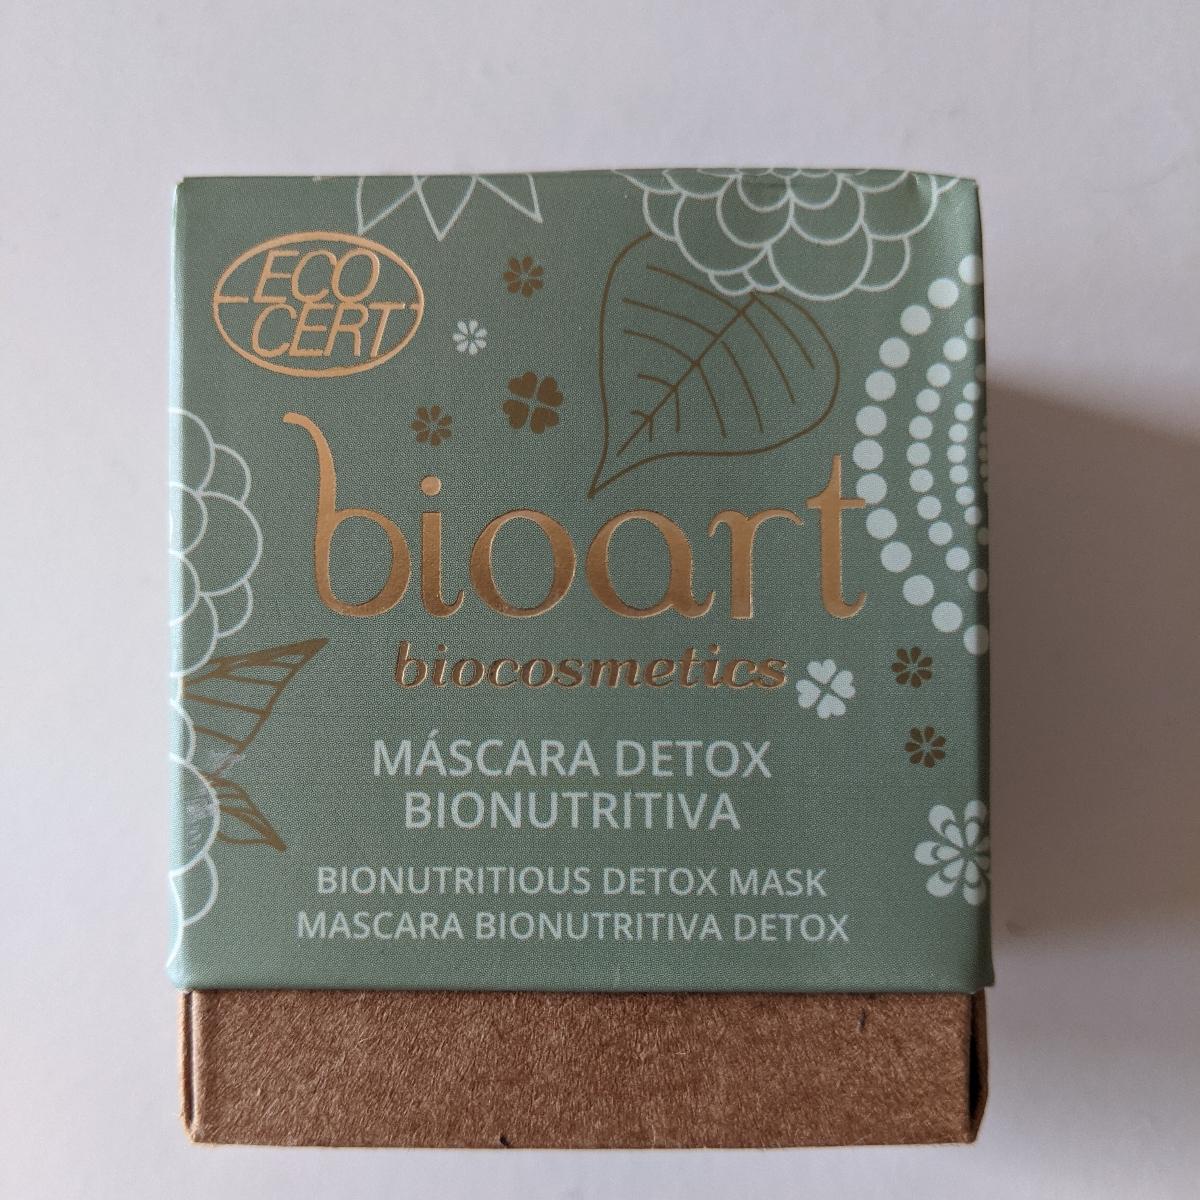 ECO
CERT
bioart
biocosmetics
MÁSCARA DETOX
BIONUTRITIVA
BIONUTRITIOUS DETOX MASK
MASCARA BIONUTRITIVA DETOX